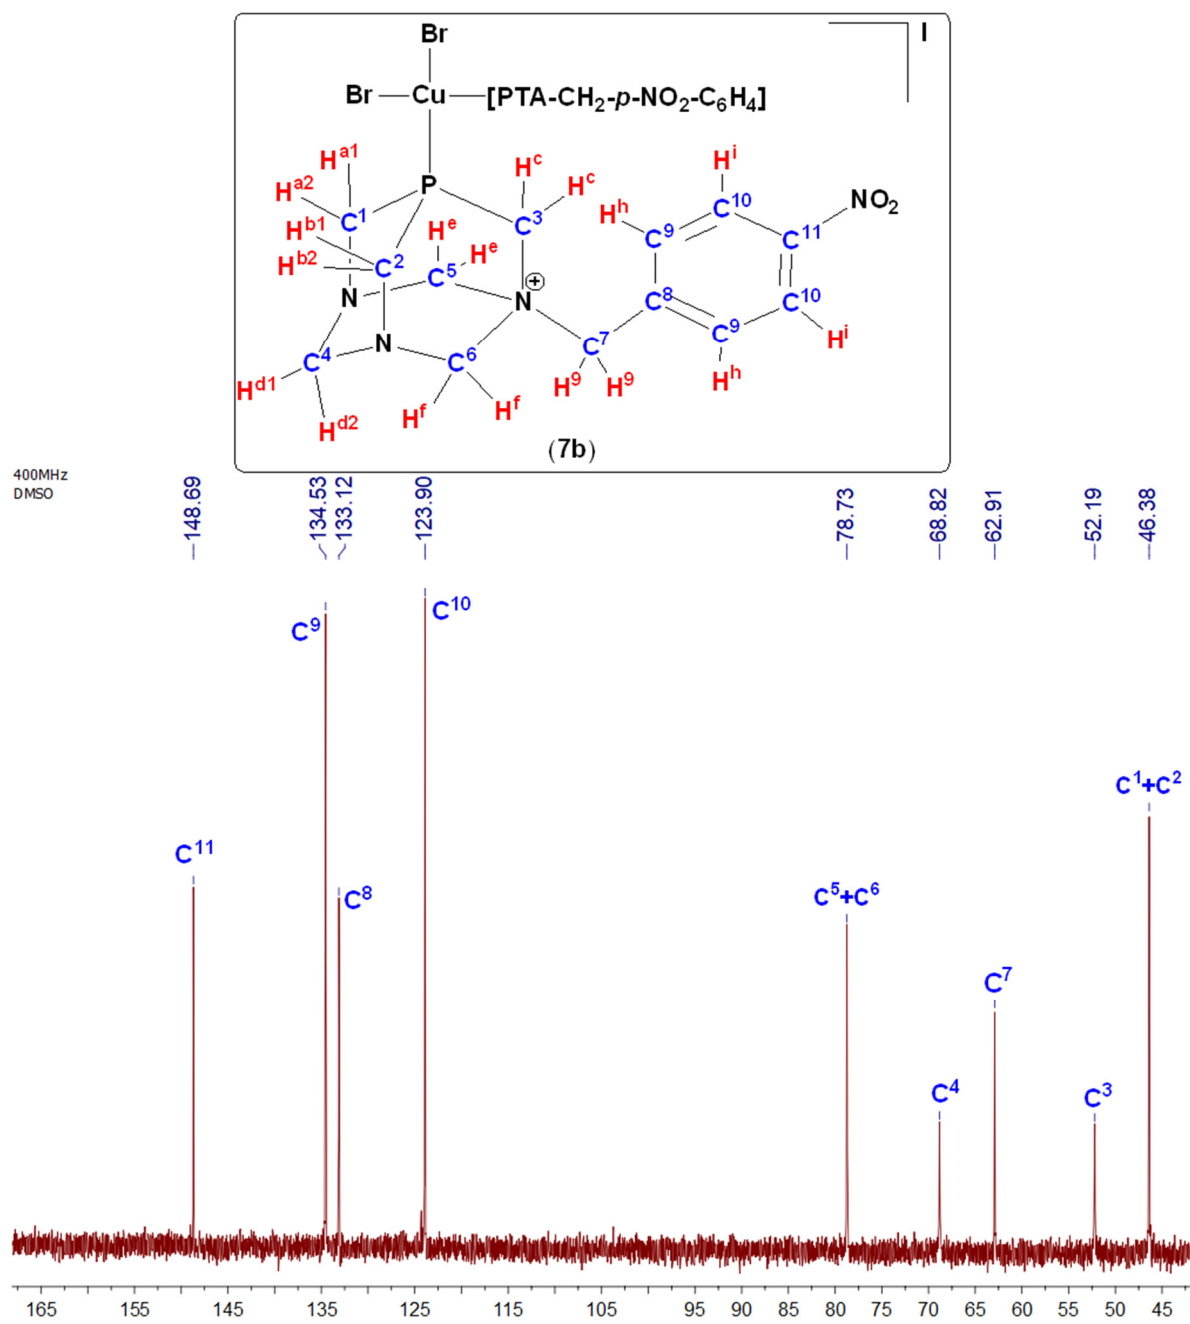 Br
I
Br Cu [PTA-CH2-p-NO2-C6H4]
Ha1 P Hc Hi
Ha2 Hc C10 NO2
C1 Hh
Hb1 He C3 C9 C11
Hb2 C2 He
C5 ⊕
N N C8 C10
N C9
C4 C6 C7 Hi
Hd1 H9 H9 Hh
Hf Hf
Hd2
(7b)
400MHz
DMSO
148.69
134.53
133.12
123.90
78.73
68.82
62.91
52.19
46.38
C9 C10
C1+C2
C11
C8 C5+C6
C7
C4 C3
165 155 145 135 125 115 105 95 90 85 80 75 70 65 60 55 50 45